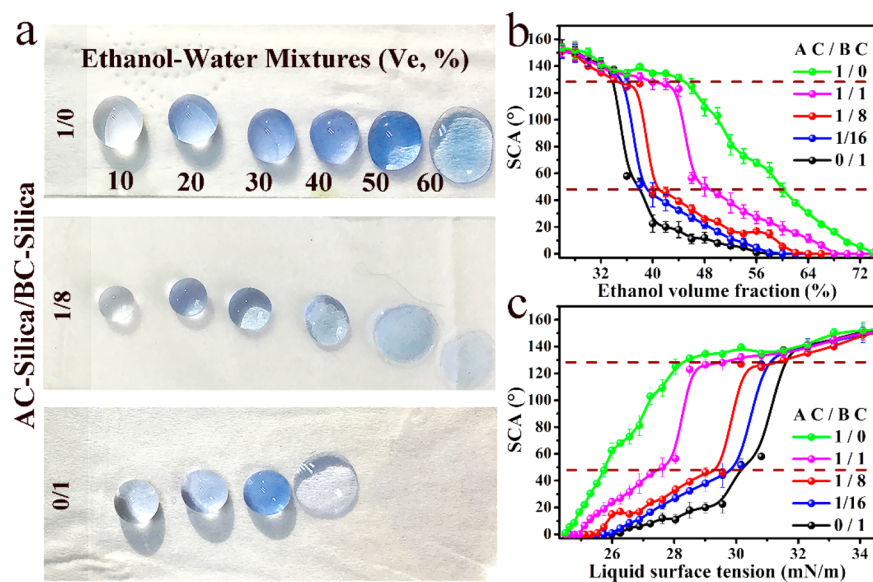 a
Ethanol-Water Mixtures (Ve, %)
AC-Silica/BC-Silica
1/0
10 20 30 40 50 60
1/8
0/1
b
SCA (°)
160
140
120
100
80
60
40
20
0
32 40 48 56 64 72
Ethanol volume fraction (%)
A C / B C
1 / 0
1 / 1
1 / 8
1/16
0 / 1
c
SCA (°)
160
140
120
100
80
60
40
20
0
26 28 30 32 34
Liquid surface tension (mN/m)
A C / B C
1 / 0
1 / 1
1 / 8
1/16
0 / 1